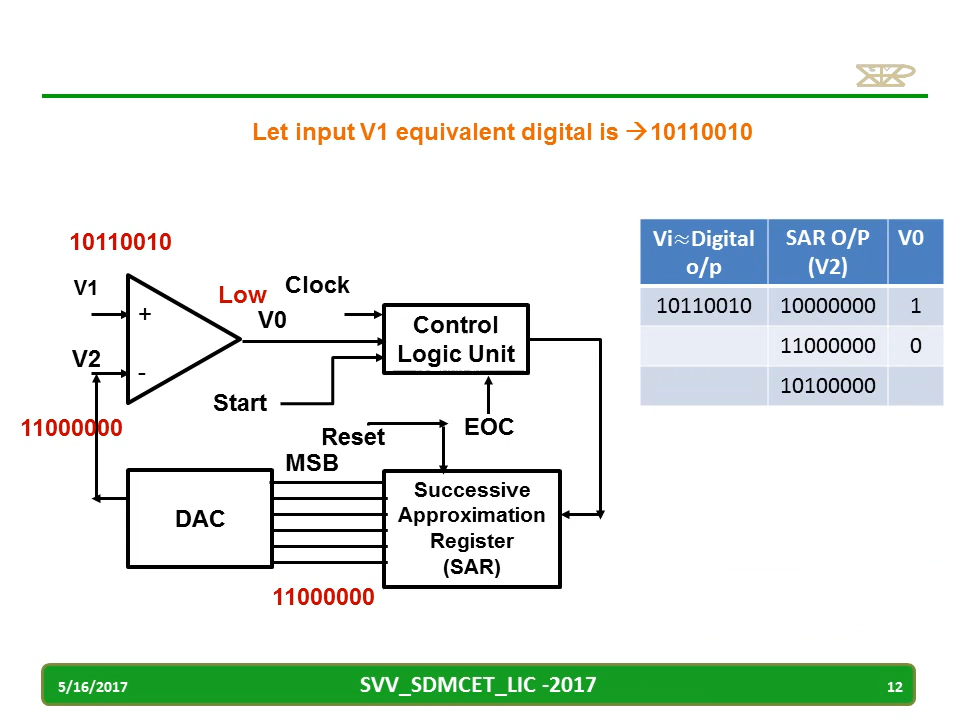 Let input V1 equivalent digital is →10110010
10110010
V1
+
Low
Clock
V0
V2
-
Control
Logic Unit
Start
11000000
Reset
EOC
MSB
DAC
Successive
Approximation
Register
(SAR)
11000000
Vi≈Digital o/p SAR O/P (V2) V0
10110010 10000000 1
11000000 0
10100000
5/16/2017 SVV_SDMCET_LIC -2017 12